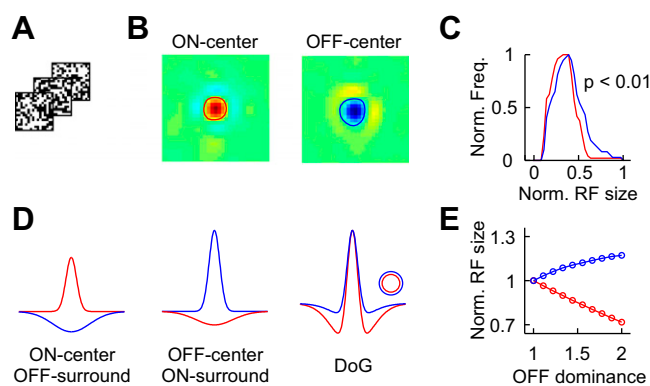 A
B
ON-center
OFF-center
C
Norm. Freq.
1
0.5
0
p < 0.01
0
0.5
1
Norm. RF size
D
ON-center
OFF-surround
OFF-center
ON-surround
DoG
E
Norm. RF size
1.3
1
0.7
1
1.5
2
OFF dominance